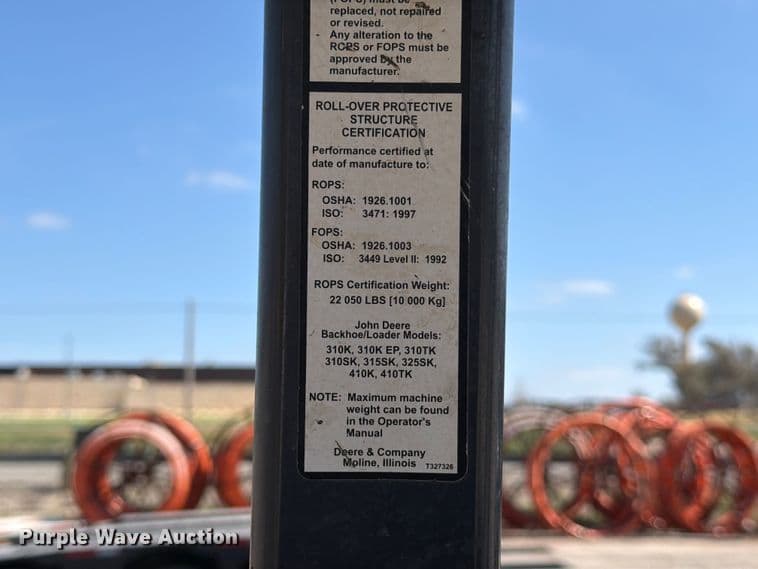 (FOPS) must be
replaced, not repaired
or revised.
- Any alteration to the
ROPS or FOPS must be
approved by the
manufacturer.
ROLL-OVER PROTECTIVE
STRUCTURE
CERTIFICATION
Performance certified at
date of manufacture to:
ROPS:
OSHA: 1926.1001
ISO: 3471: 1997
FOPS:
OSHA: 1926.1003
ISO: 3449 Level II: 1992
ROPS Certification Weight:
22 050 LBS [10 000 Kg]
John Deere
Backhoe/Loader Models:
310K, 310K EP, 310TK
310SK, 315SK, 325SK,
410K, 410TK
NOTE: Maximum machine
weight can be found
in the Operator's
Manual
Deere & Company
Moline, Illinois T327326
Purple Wave Auction